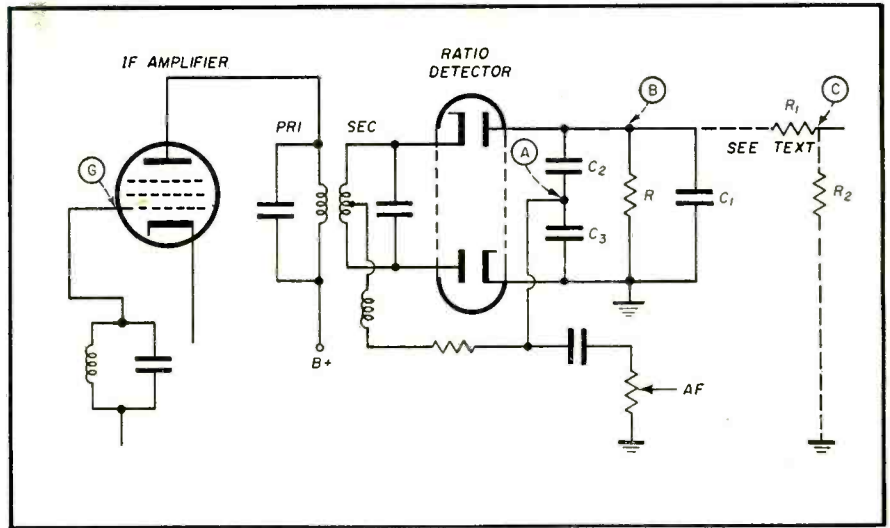 IF AMPLIFIER
RATIO
DETECTOR
PRI
SEC
A
B
C
G
R₁
SEE TEXT
C₂
C₃
R
C₁
R₂
B+
AF